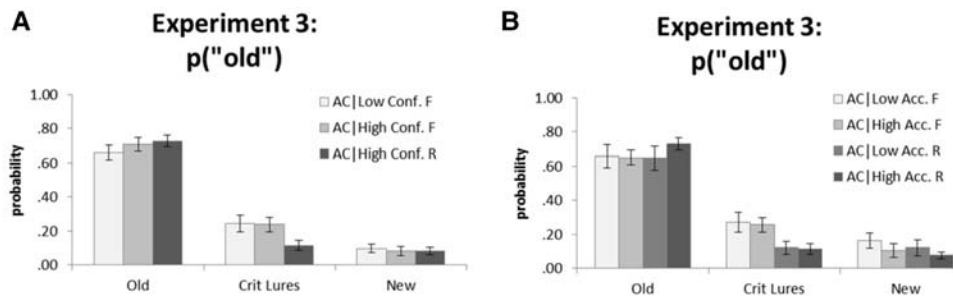 A
Experiment 3:
p("old")
probability
1.00
.80
.60
.40
.20
.00
AC|Low Conf. F
AC|High Conf. F
AC|High Conf. R
Old
Crit Lures
New
B
Experiment 3:
p("old")
probability
1.00
.80
.60
.40
.20
.00
AC|Low Acc. F
AC|High Acc. F
AC|Low Acc. R
AC|High Acc. R
Old
Crit Lures
New